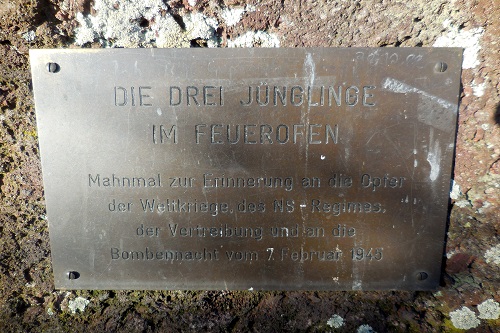 DIE DREI JÜNGLINGE
IM FEUEROFEN
Mahnmal zur Erinnerung an die Opfer
der Weltkriege, des NS-Regimes,
der Vertreibung und an die
Bombennacht vom 7. Februar 1945